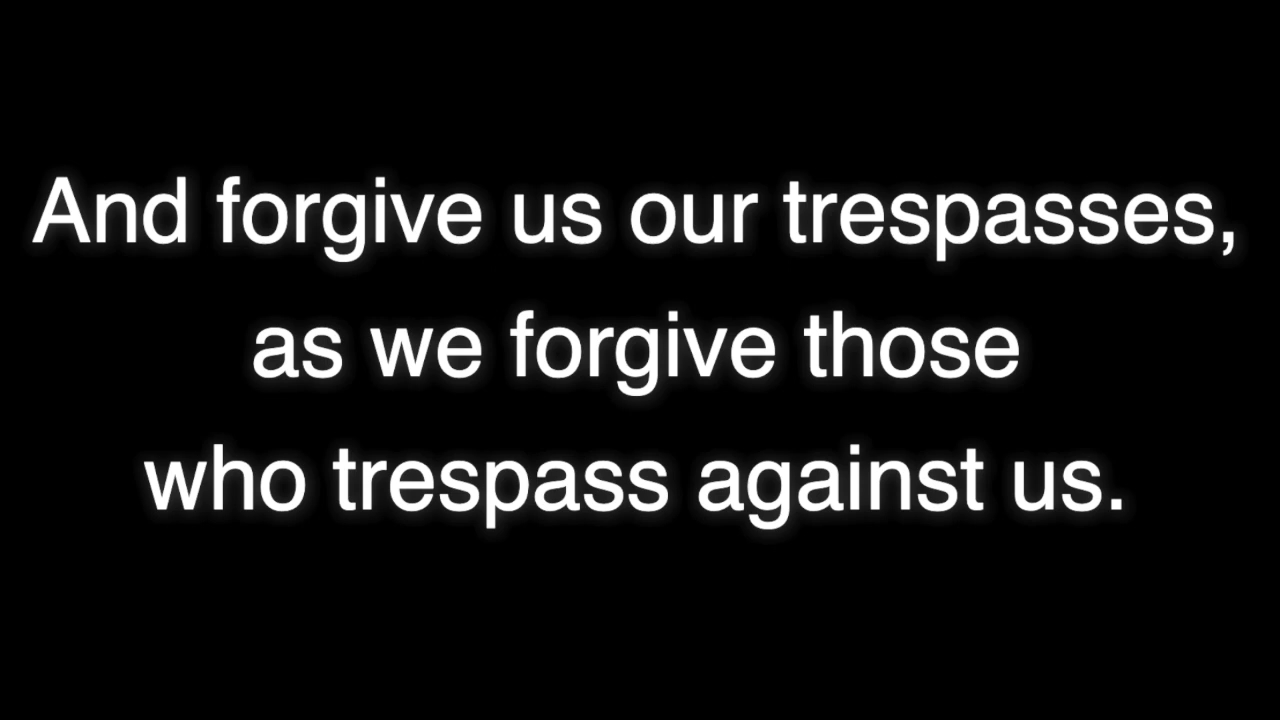 And forgive us our trespasses,
as we forgive those
who trespass against us.